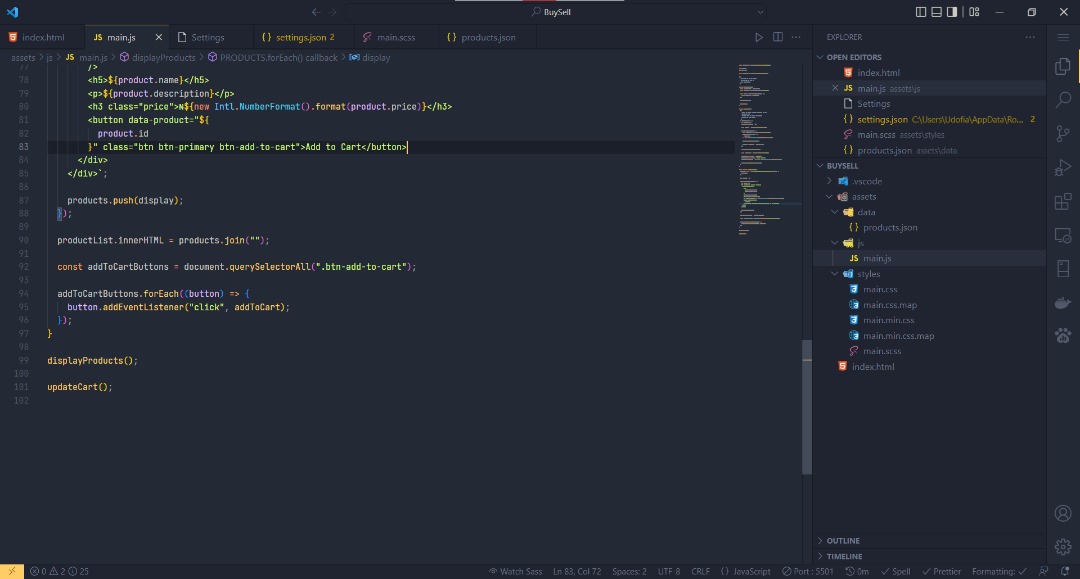 BuySell
index.html
JS main.js
Settings
{ } settings.json 2
main.scss
{ } products.json
assets > js > JS main.js > displayProducts > PRODUCTS.forEach() callback > display
77 />
78 <h5>${product.name}</h5>
79 <p>${product.description}</p>
80 <h3 class="price">₦${new Intl.NumberFormat().format(product.price)}</h3>
81 <button data-product="${
82 product.id
83 }" class="btn btn-primary btn-add-to-cart">Add to Cart</button>
84 </div>
85 </div>`;
86
87 products.push(display);
88 });
89
90 productList.innerHTML = products.join("");
91
92 const addToCartButtons = document.querySelectorAll(".btn-add-to-cart");
93
94 addToCartButtons.forEach((button) => {
95 button.addEventListener("click", addToCart);
96 });
97 }
98
99 displayProducts();
100
101 updateCart();
102
EXPLORER
OPEN EDITORS
index.html
JS main.js assets\js
Settings
{ } settings.json C:\Users\Udofia\AppData\Ro... 2
main.scss assets\styles
{ } products.json assets\data
BUYSELL
.vscode
assets
data
{ } products.json
js
JS main.js
styles
main.css
main.css.map
main.min.css
main.min.css.map
main.scss
index.html
OUTLINE
TIMELINE
0 2 25
Watch Sass Ln 83, Col 72 Spaces: 2 UTF-8 CRLF { } JavaScript Port : 5501 0m Spell Prettier Formatting: